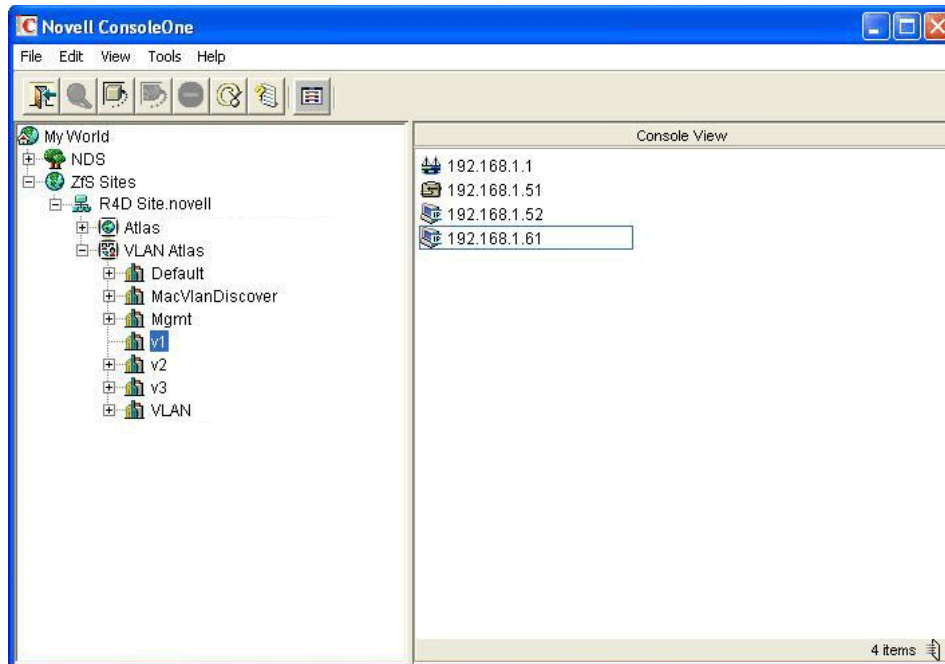 Novell ConsoleOne
File Edit View Tools Help
My World
NDS
ZfS Sites
R4D Site.novell
Atlas
VLAN Atlas
Default
MacVlanDiscover
Mgmt
v1
v2
v3
VLAN
Console View
192.168.1.1
192.168.1.51
192.168.1.52
192.168.1.61
4 items